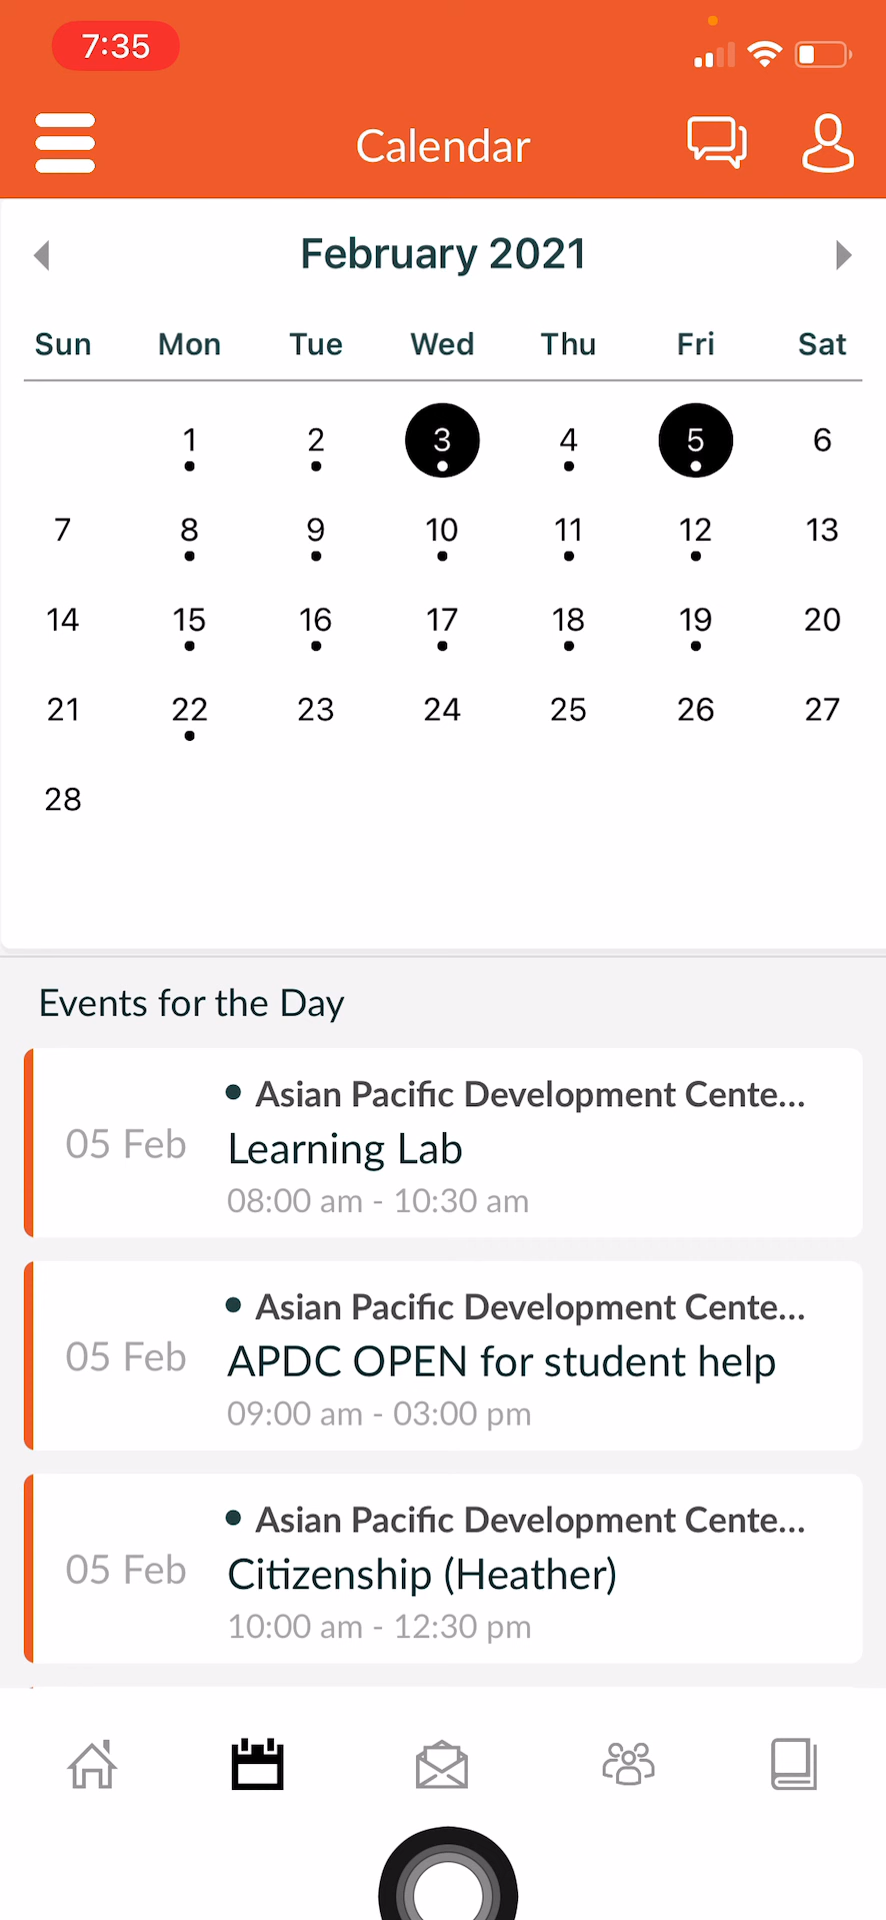 7:35
Calendar
February 2021
Sun Mon Tue Wed Thu Fri Sat
1 2 3 4 5 6
7 8 9 10 11 12 13
14 15 16 17 18 19 20
21 22 23 24 25 26 27
28
Events for the Day
• Asian Pacific Development Cente...
05 Feb
Learning Lab
08:00 am - 10:30 am
• Asian Pacific Development Cente...
05 Feb
APDC OPEN for student help
09:00 am - 03:00 pm
• Asian Pacific Development Cente...
05 Feb
Citizenship (Heather)
10:00 am - 12:30 pm